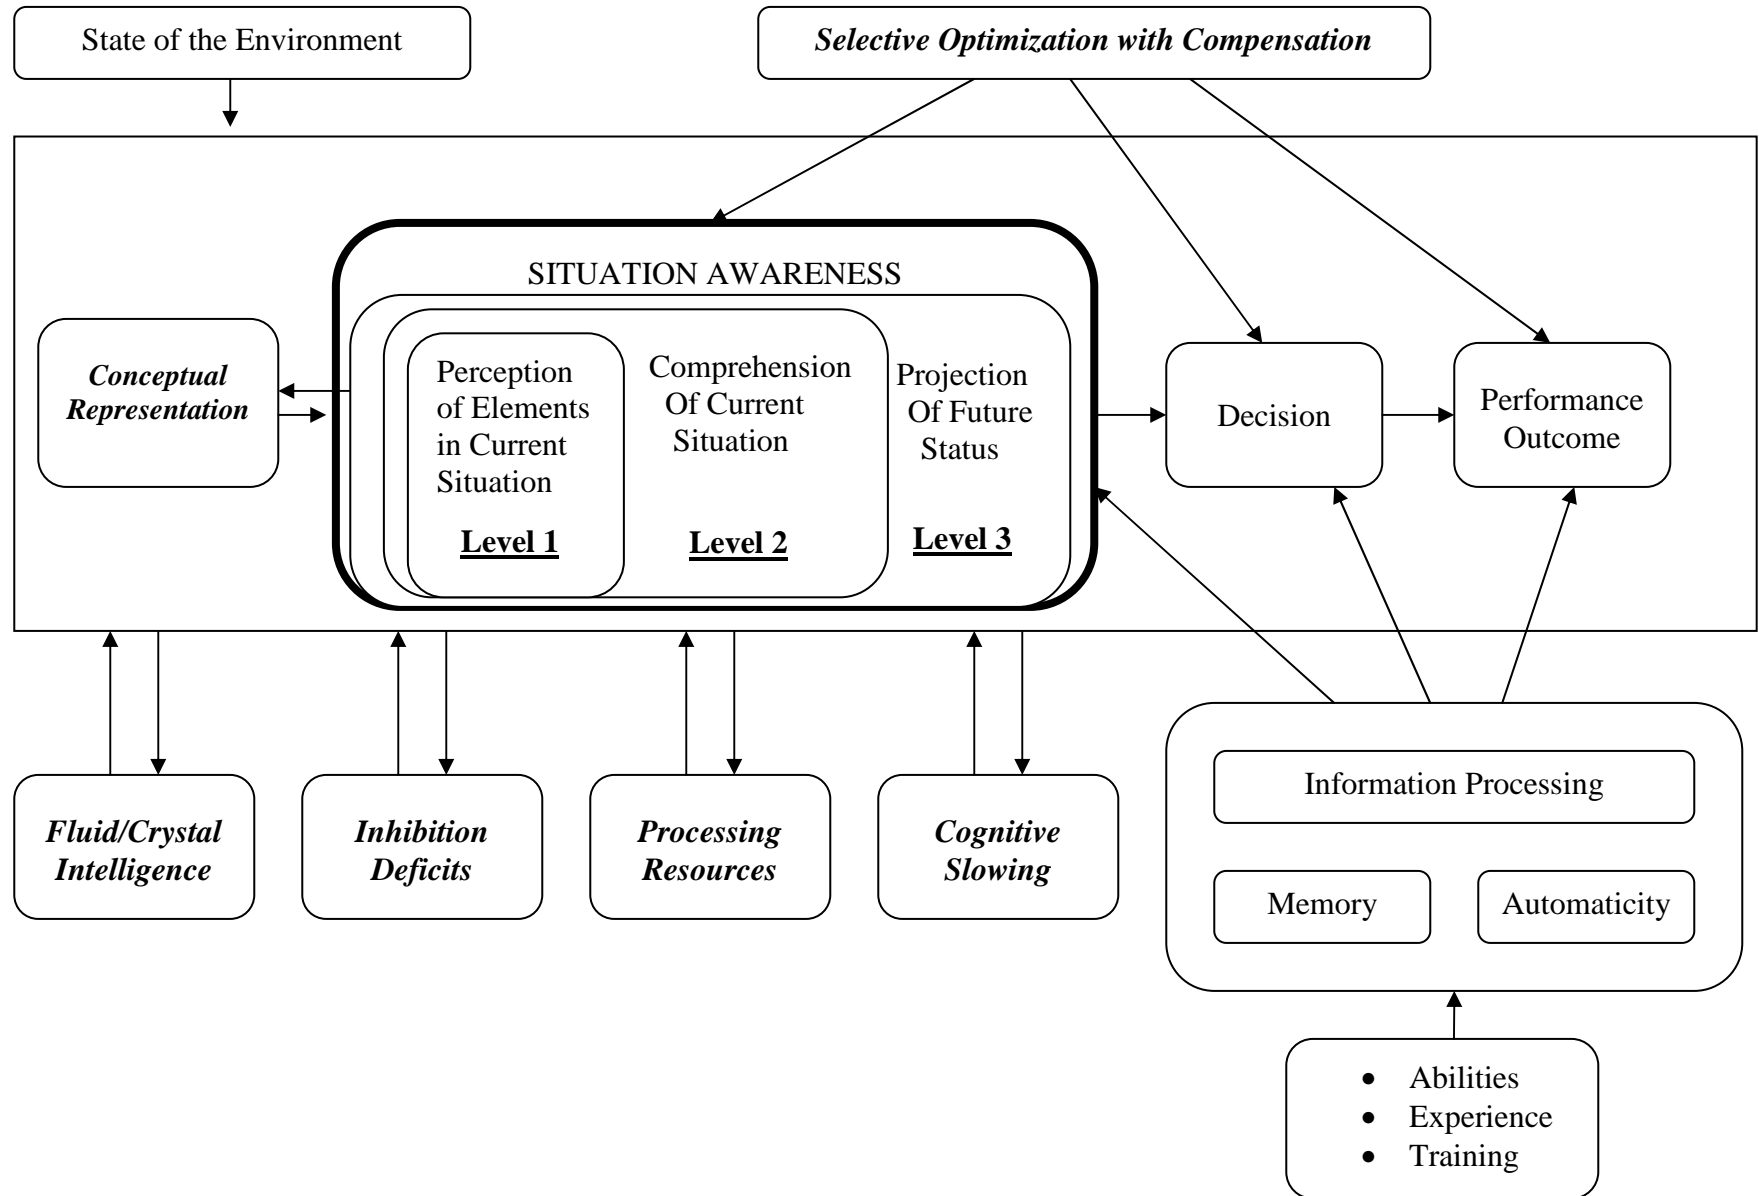 State of the Environment
Selective Optimization with Compensation
SITUATION AWARENESS
Conceptual
Representation
Perception
of Elements
in Current
Situation
Level 1
Comprehension
Of Current
Situation
Level 2
Projection
Of Future
Status
Level 3
Decision
Performance
Outcome
Fluid/Crystal
Intelligence
Inhibition
Deficits
Processing
Resources
Cognitive
Slowing
Information Processing
Memory
Automaticity
• Abilities
• Experience
• Training